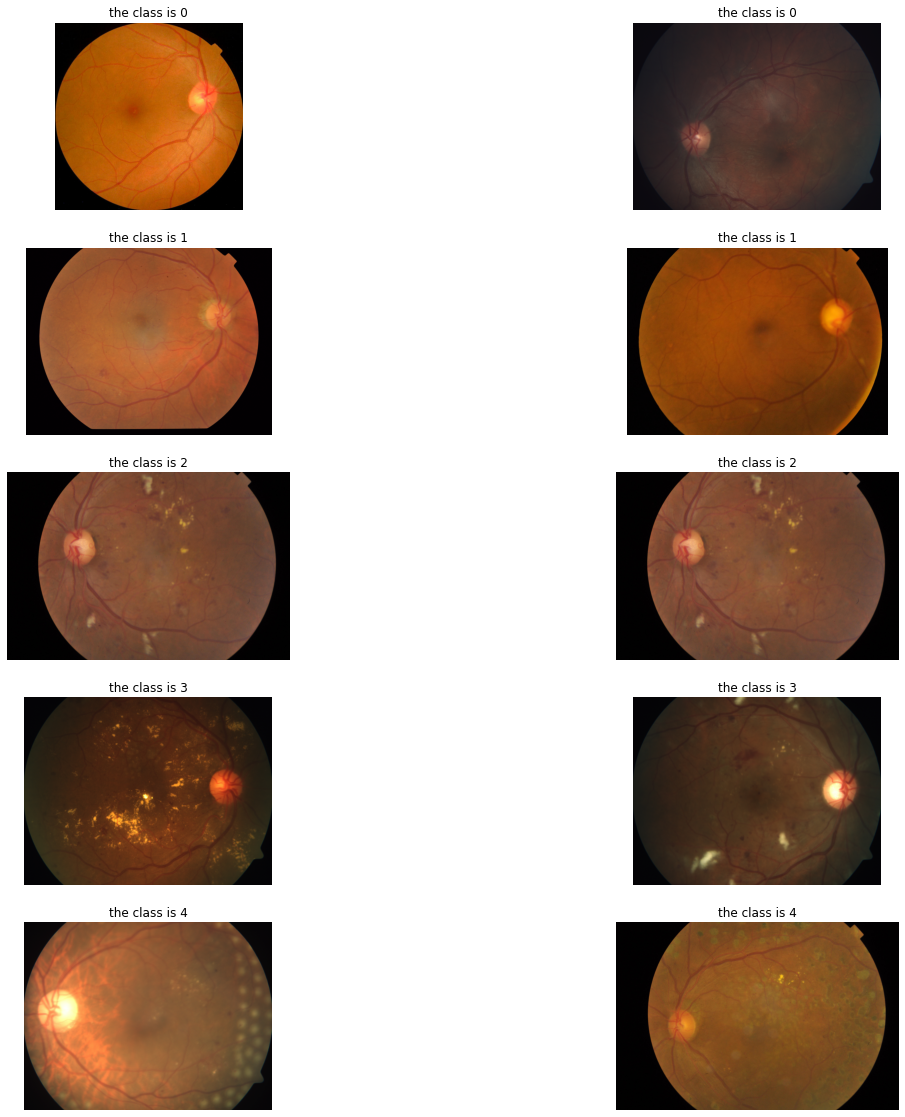 the class is 0
the class is 0
the class is 1
the class is 1
the class is 2
the class is 2
the class is 3
the class is 3
the class is 4
the class is 4